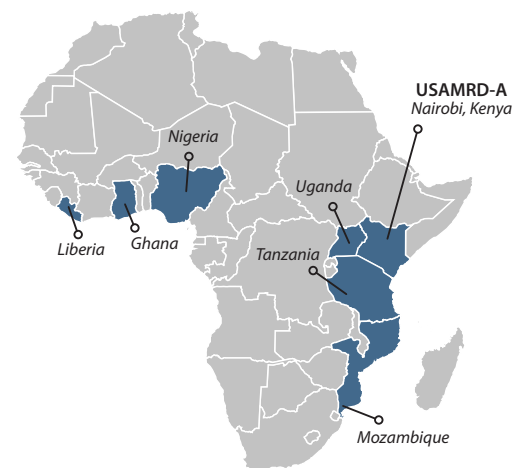 USAMRD-A
Nairobi, Kenya
Nigeria
Uganda
Liberia
Ghana
Tanzania
Mozambique